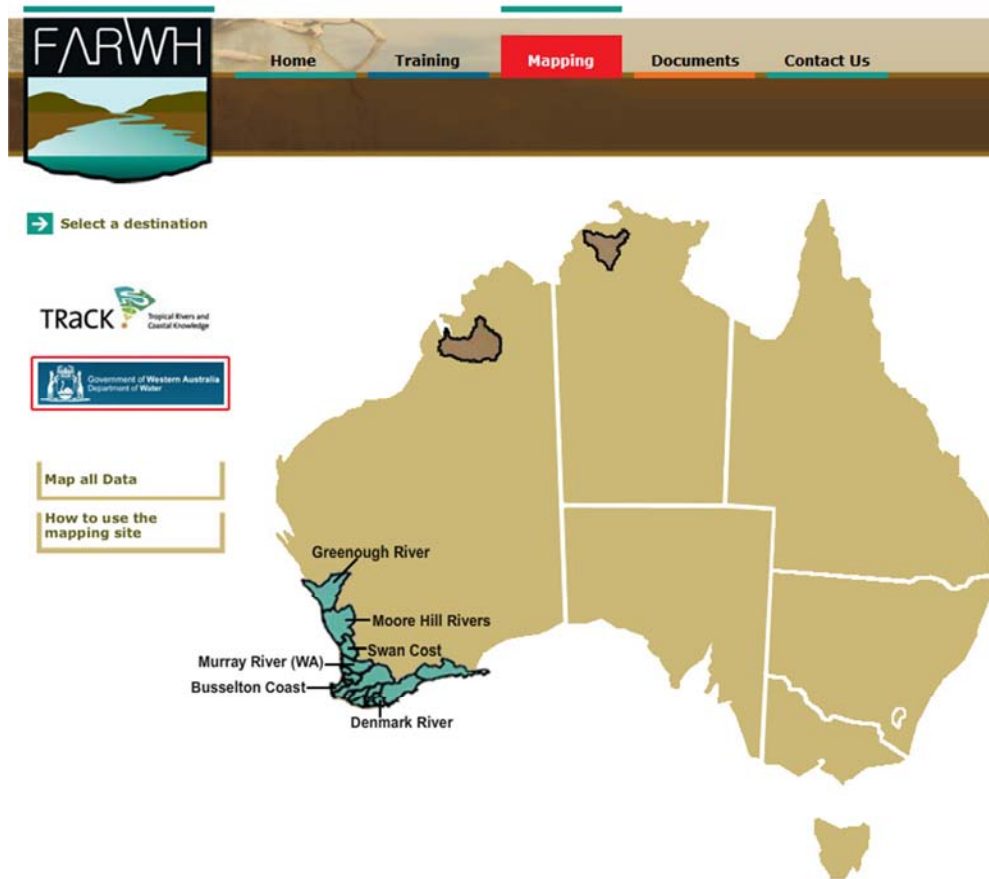 FARWH
Home
Training
Mapping
Documents
Contact Us
Select a destination
TRaCK
Tropical Rivers and
Coastal Knowledge
Government of Western Australia
Department of Water
Map all Data
How to use the
mapping site
Greenough River
Moore Hill Rivers
Swan Cost
Murray River (WA)
Busselton Coast
Denmark River